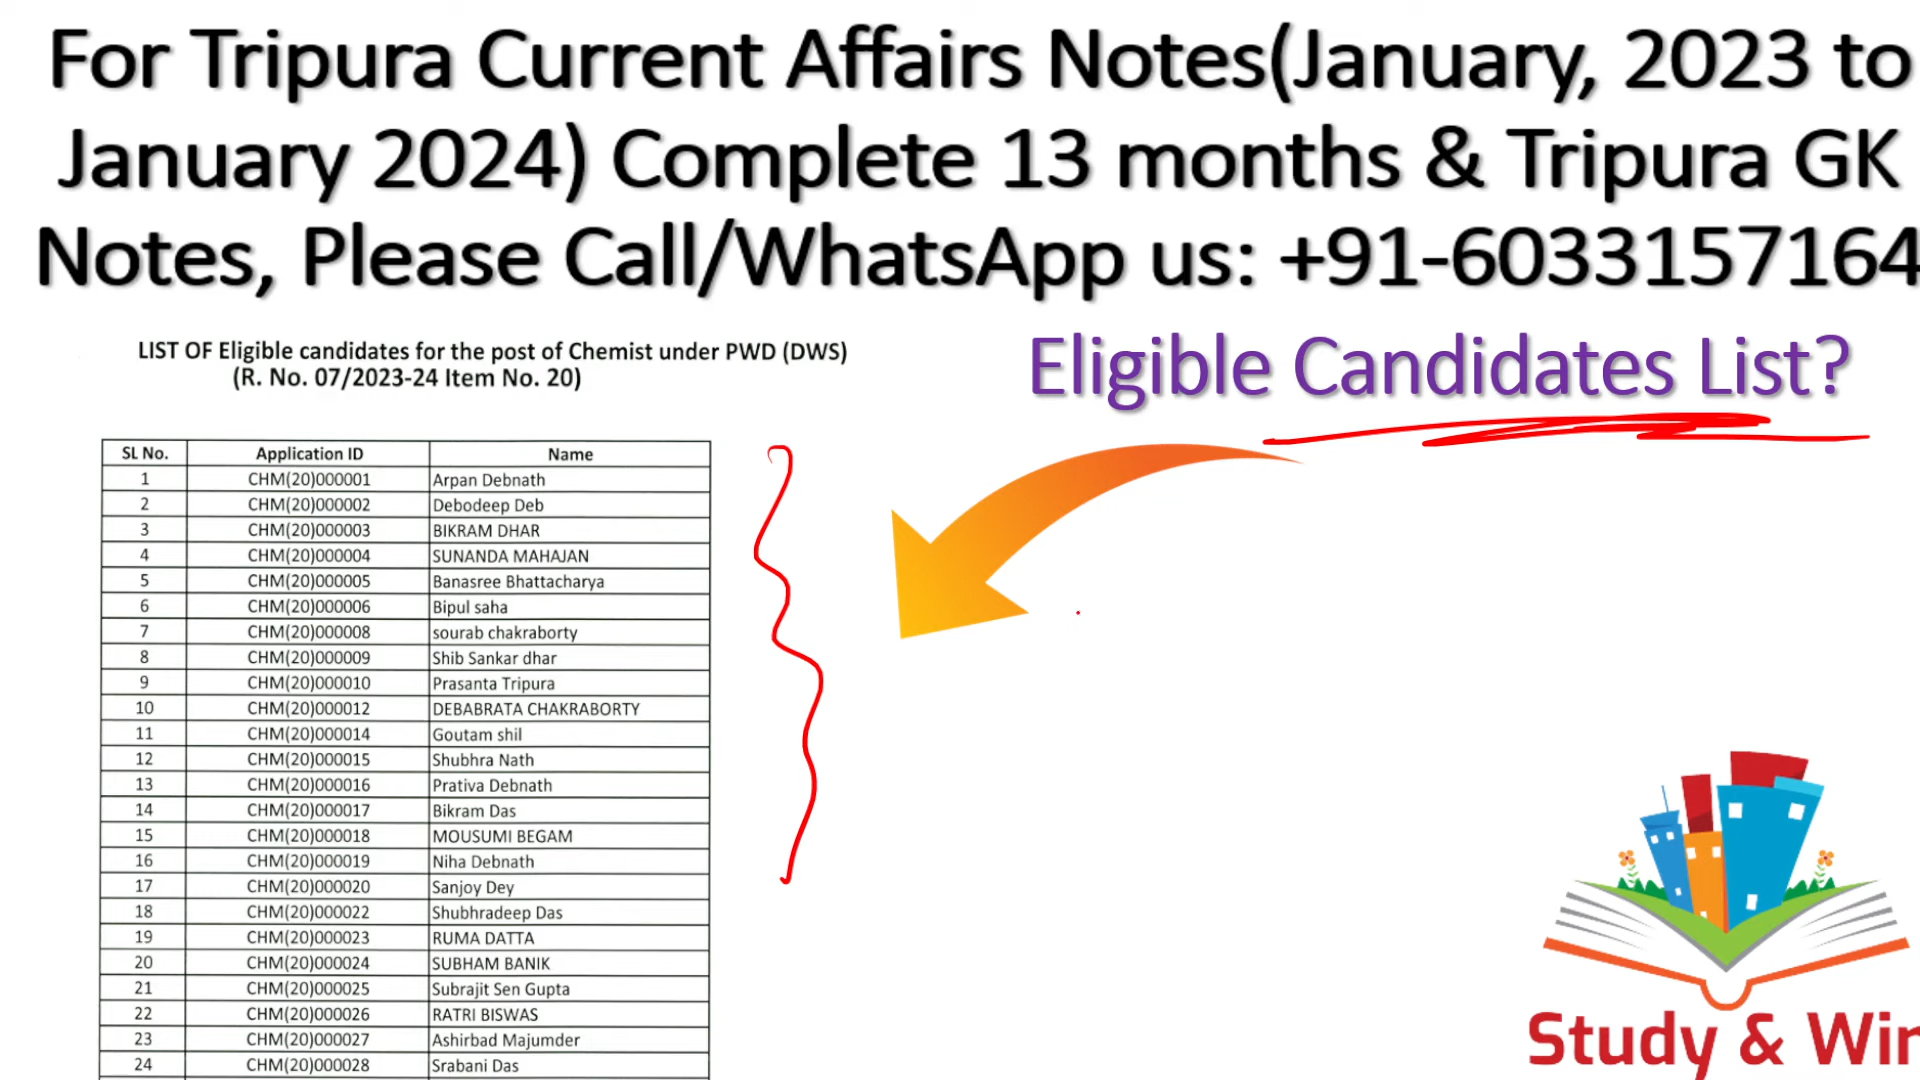 For Tripura Current Affairs Notes(January, 2023 to
January 2024) Complete 13 months & Tripura GK
Notes, Please Call/WhatsApp us: +91-6033157164
Eligible Candidates List?
LIST OF Eligible candidates for the post of Chemist under PWD (DWS)
(R. No. 07/2023-24 Item No. 20)
SL No. Application ID Name
1 CHM(20)000001 Arpan Debnath
2 CHM(20)000002 Debodeep Deb
3 CHM(20)000003 BIKRAM DHAR
4 CHM(20)000004 SUNANDA MAHAJAN
5 CHM(20)000005 Banasree Bhattacharya
6 CHM(20)000006 Bipul saha
7 CHM(20)000008 sourab chakraborty
8 CHM(20)000009 Shib Sankar dhar
9 CHM(20)000010 Prasanta Tripura
10 CHM(20)000012 DEBABRATA CHAKRABORTY
11 CHM(20)000014 Goutam shil
12 CHM(20)000015 Shubhra Nath
13 CHM(20)000016 Prativa Debnath
14 CHM(20)000017 Bikram Das
15 CHM(20)000018 MOUSUMI BEGAM
16 CHM(20)000019 Niha Debnath
17 CHM(20)000020 Sanjoy Dey
18 CHM(20)000022 Shubhradeep Das
19 CHM(20)000023 RUMA DATTA
20 CHM(20)000024 SUBHAM BANIK
21 CHM(20)000025 Subrajit Sen Gupta
22 CHM(20)000026 RATRI BISWAS
23 CHM(20)000027 Ashirbad Majumder
24 CHM(20)000028 Srabani Das
Study & Win